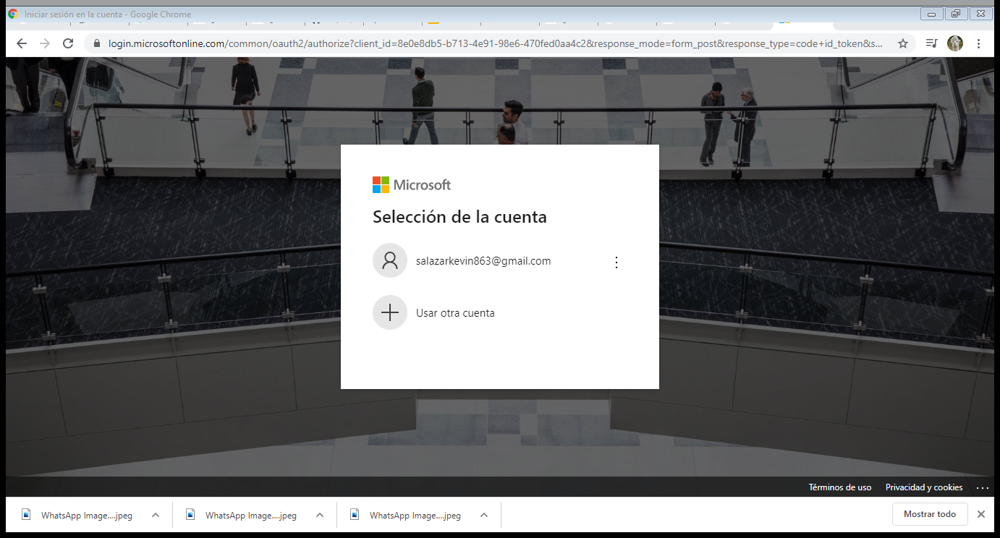 Iniciar sesión en la cuenta - Google Chrome
login.microsoftonline.com/common/oauth2/authorize?client_id=8e0e8db5-b713-4e91-98e6-470fed0aa4c2&response_mode=form_post&response_type=code+id_token&s...
Microsoft
Selección de la cuenta
salazarkevin863@gmail.com
Usar otra cuenta
Términos de uso Privacidad y cookies ...
WhatsApp Image....jpeg WhatsApp Image....jpeg WhatsApp Image....jpeg Mostrar todo